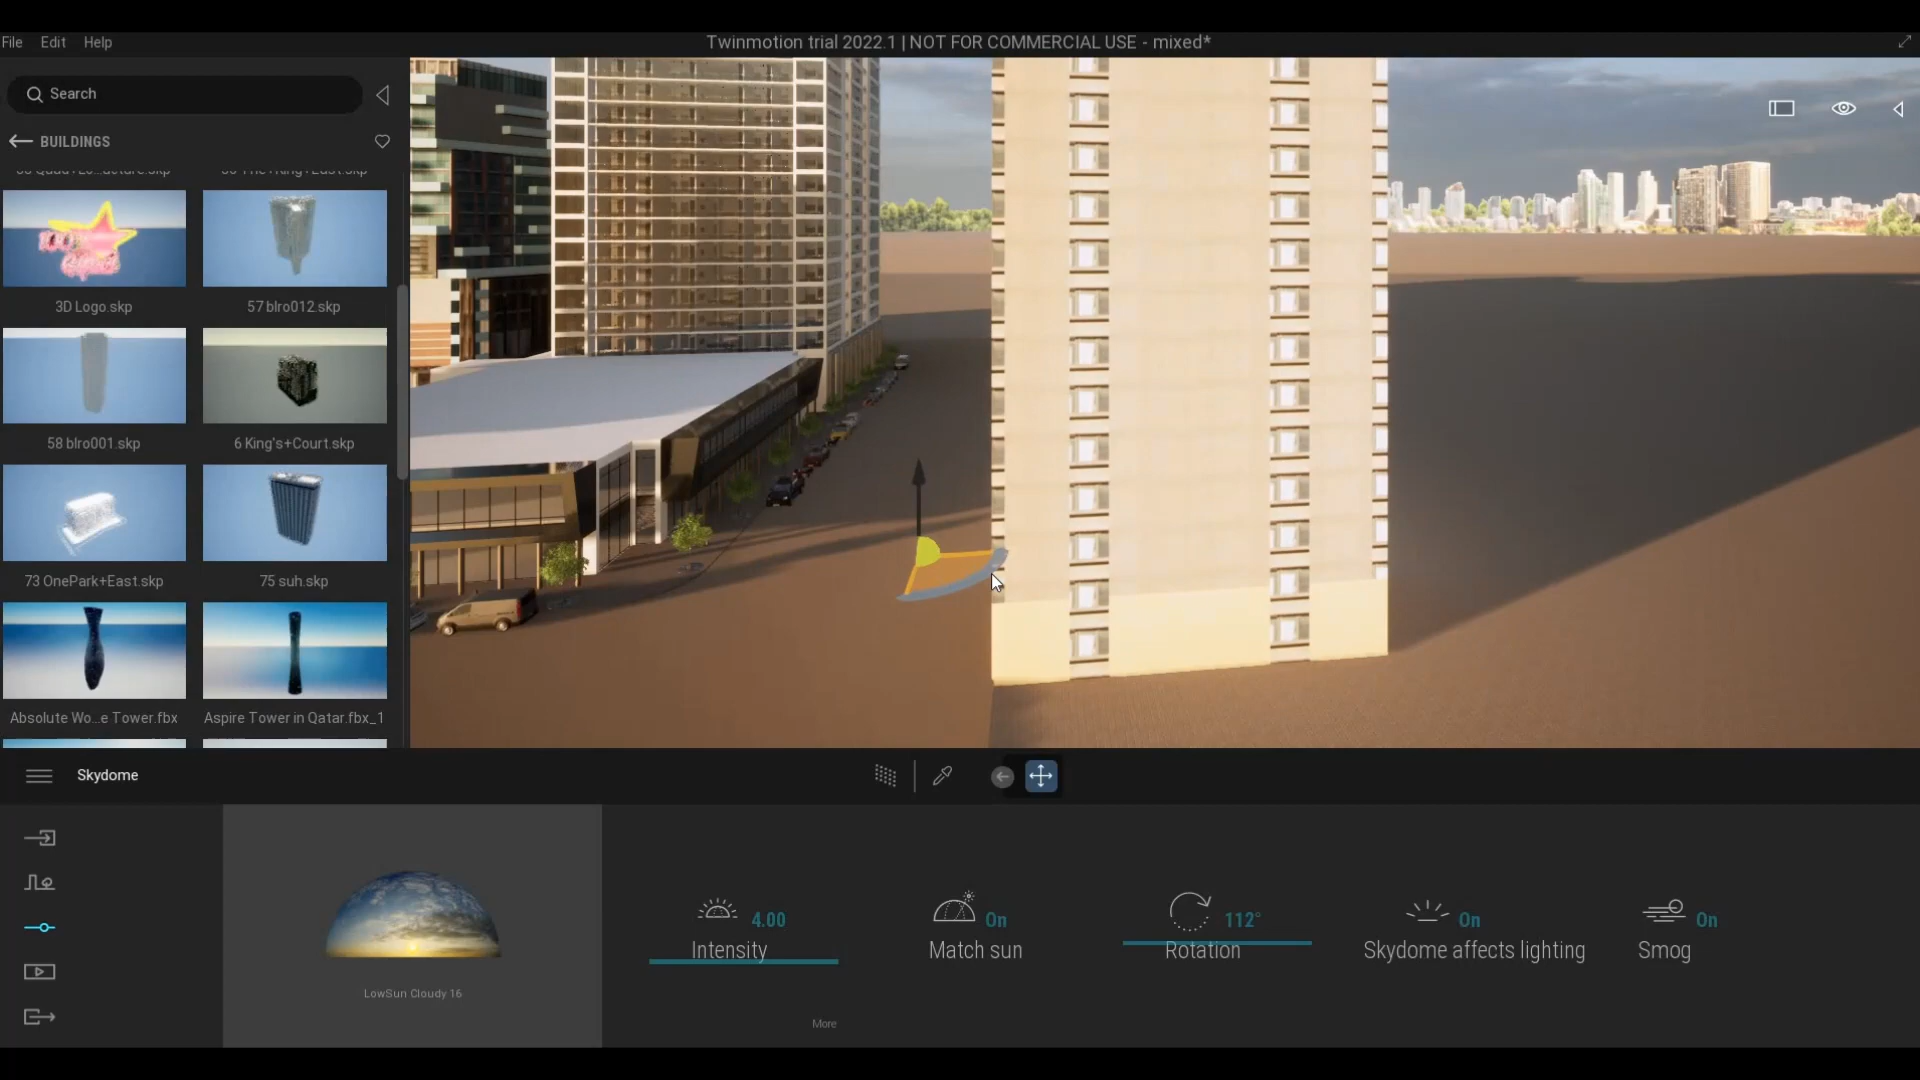 File Edit Help
Twinmotion trial 2022.1 | NOT FOR COMMERCIAL USE - mixed*
Search
BUILDINGS
3D Logo.skp
57 blro012.skp
58 blro001.skp
6 King's+Court.skp
73 OnePark+East.skp
75 suh.skp
Absolute Wo...e Tower.fbx
Aspire Tower in Qatar.fbx_1
Skydome
LowSun Cloudy 16
4.00
Intensity
On
Match sun
112°
Rotation
On
Skydome affects lighting
On
Smog
More